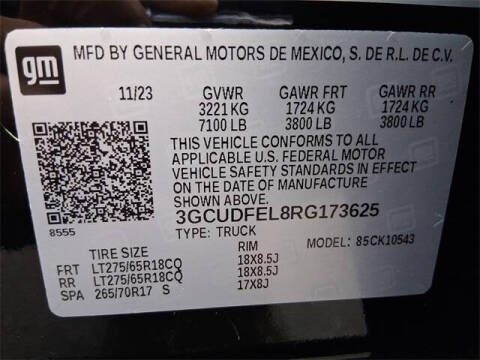 gm
MFD BY GENERAL MOTORS DE MEXICO, S. DE R.L. DE C.V.
11/23 GVWR GAWR FRT GAWR RR
3221 KG 1724 KG 1724 KG
7100 LB 3800 LB 3800 LB
THIS VEHICLE CONFORMS TO ALL
APPLICABLE U.S. FEDERAL MOTOR
VEHICLE SAFETY STANDARDS IN EFFECT
ON THE DATE OF MANUFACTURE
SHOWN ABOVE.
8555 3GCUDFEL8RG173625
TYPE: TRUCK MODEL: 85CK10543
TIRE SIZE RIM
FRT LT275/65R18CQ 18X8.5J
RR LT275/65R18CQ 18X8.5J
SPA 265/70R17 S 17X8J